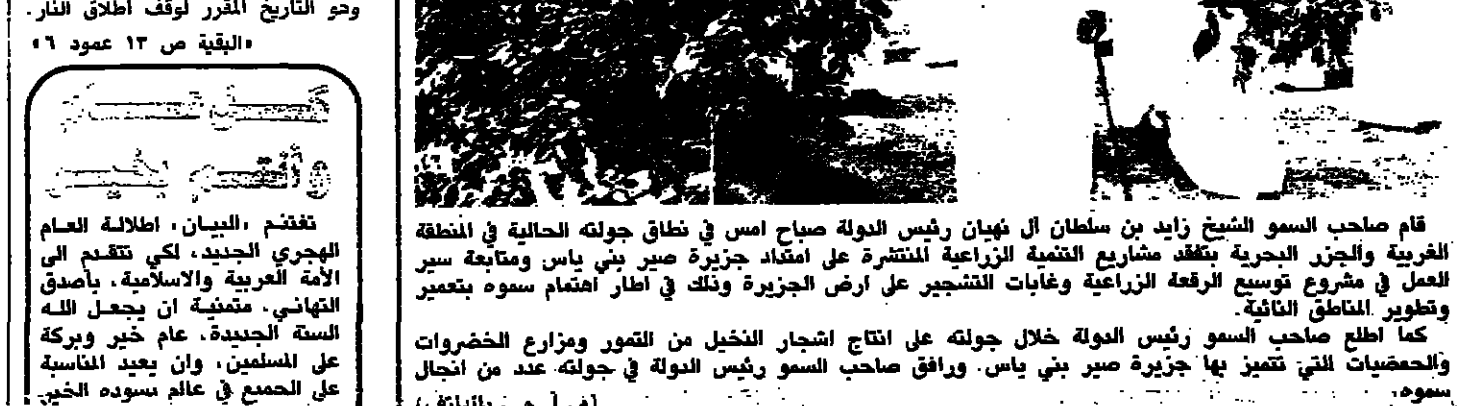 وهو التاريخ المقرر لوقف اطلاق النار.
«البقية ص ١٣ عمود ٦»
تغتنم «البيان» اطلالة العام
الهجري الجديد، لكي تتقدم الى
الأمة العربية والاسلامية، باصدق
التهاني، متمنية ان يجعل اللـه
السنة الجديدة، عام خير وبركة
على المسلمين، وان يعيد المناسبة
على الجميع في عالم يسوده الخير
قام صاحب السمو الشيخ زايد بن سلطان آل نهيان رئيس الدولة صباح امس في نطاق جولته الحالية في المنطقة
الغربية والجزر البحرية بتفقد مشاريع التنمية الزراعية المنتشرة على امتداد جزيرة صير بني ياس ومتابعة سير
العمل في مشروع توسيع الرقعة الزراعية وغابات التشجير على ارض الجزيرة وذلك في اطار اهتمام سموه بتعمير
وتطوير المناطق النائية.
كما اطلع صاحب السمو رئيس الدولة خلال جولته على انتاج اشجار النخيل من التمور ومزارع الخضروات
والحمضيات التي تتميز بها جزيرة صير بني ياس. ورافق صاحب السمو رئيس الدولة في جولته عدد من انجال
سموه.